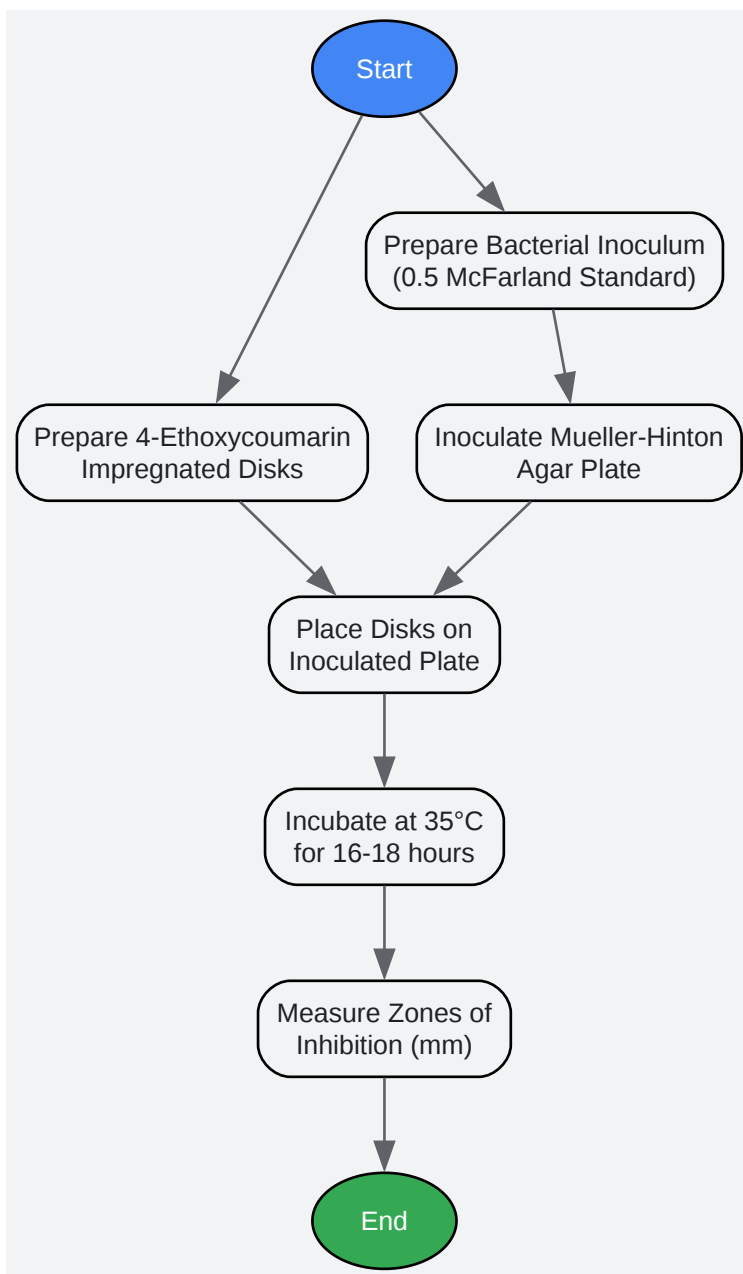 Start
Prepare Bacterial Inoculum
(0.5 McFarland Standard)
Prepare 4-Ethoxycoumarin
Impregnated Disks
Inoculate Mueller-Hinton
Agar Plate
Place Disks on
Inoculated Plate
Incubate at 35°C
for 16-18 hours
Measure Zones of
Inhibition (mm)
End